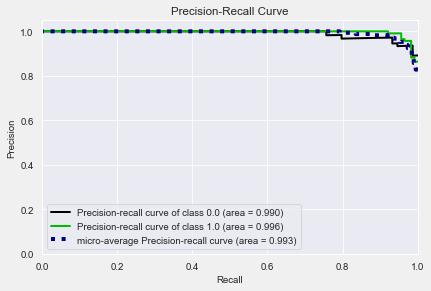 Precision-Recall Curve
1.0
0.8
0.6
0.4
0.2
0.0
Precision
Precision-recall curve of class 0.0 (area = 0.990)
Precision-recall curve of class 1.0 (area = 0.996)
micro-average Precision-recall curve (area = 0.993)
0.0 0.2 0.4 0.6 0.8 1.0
Recall